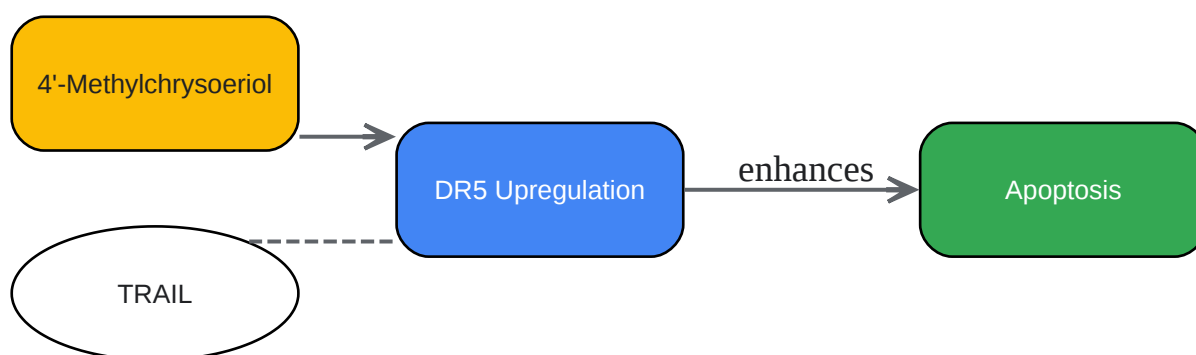 4'-Methylchrysoeriol
DR5 Upregulation
enhances
Apoptosis
TRAIL